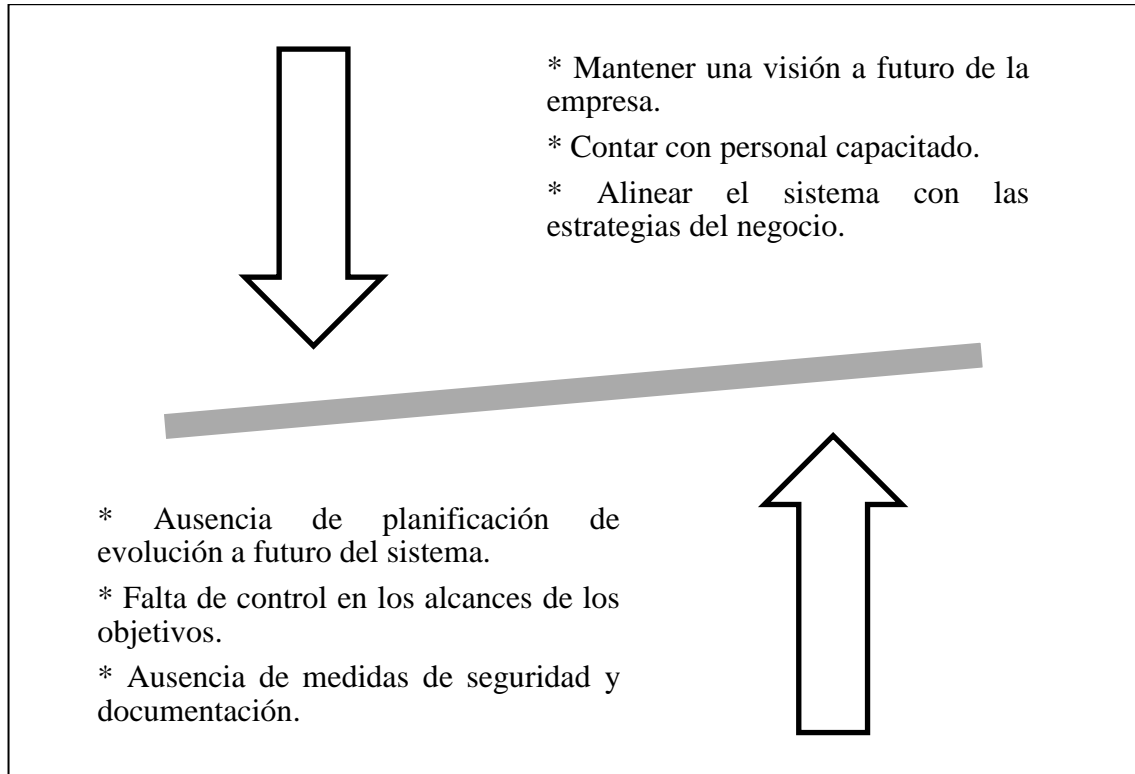 * Mantener una visión a futuro de la
empresa.
* Contar con personal capacitado.
* Alinear el sistema con las
estrategias del negocio.
* Ausencia de planificación de
evolución a futuro del sistema.
* Falta de control en los alcances de los
objetivos.
* Ausencia de medidas de seguridad y
documentación.